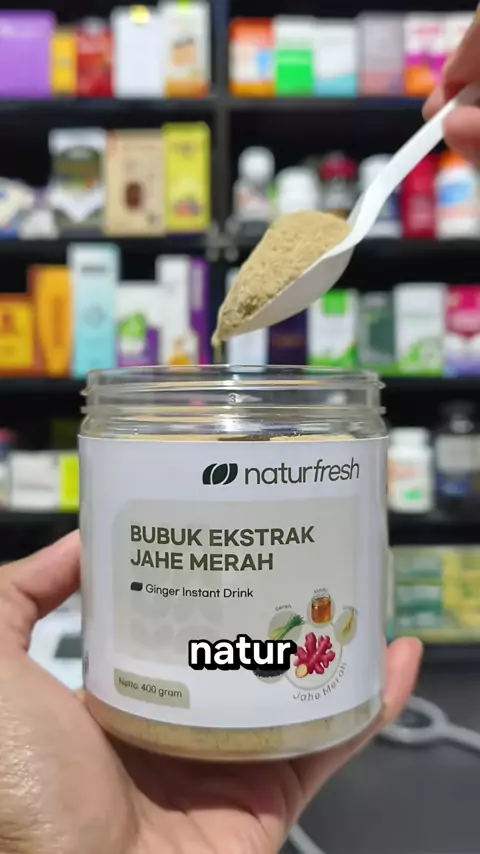 naturfresh
BUBUK EKSTRAK
JAHE MERAH
Ginger Instant Drink
natur
Netto 400 gram
Jahe Merah